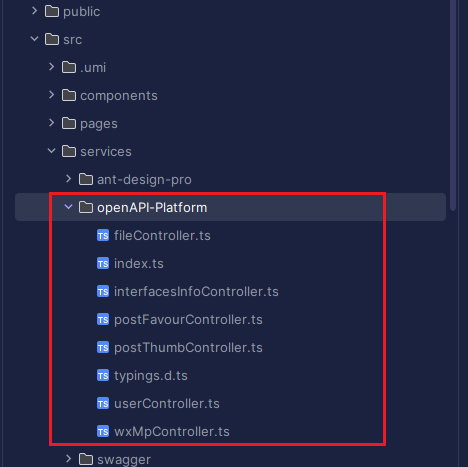 public
src
.umi
components
pages
services
ant-design-pro
openAPI-Platform
TS fileController.ts
TS index.ts
TS interfacesInfoController.ts
TS postFavourController.ts
TS postThumbController.ts
TS typings.d.ts
TS userController.ts
TS wxMpController.ts
swagger